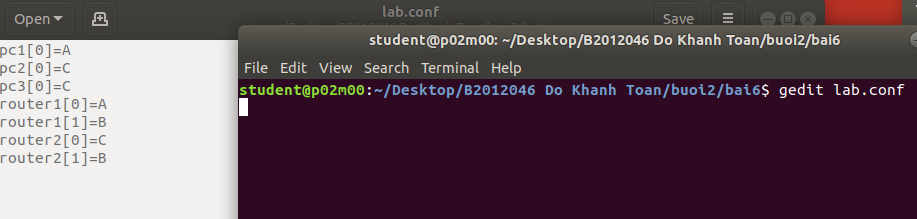 Open
lab.conf
Save
pc1[0]=A
pc2[0]=C
pc3[0]=C
router1[0]=A
router1[1]=B
router2[0]=C
router2[1]=B
student@p02m00: ~/Desktop/B2012046 Do Khanh Toan/buoi2/bai6
File Edit View Search Terminal Help
student@p02m00:~/Desktop/B2012046 Do Khanh Toan/buoi2/bai6$ gedit lab.conf